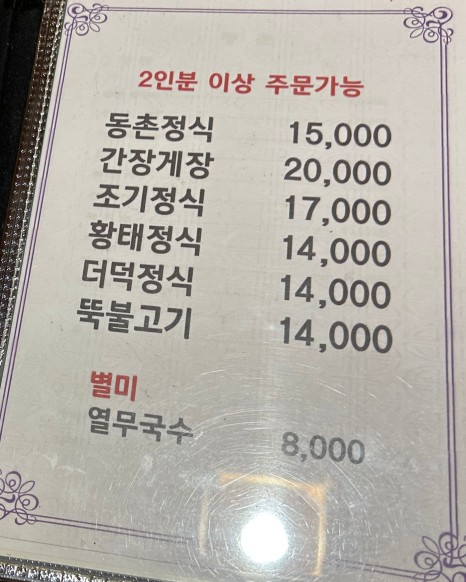 2인분 이상 주문가능
동촌정식 15,000
간장게장 20,000
조기정식 17,000
황태정식 14,000
더덕정식 14,000
뚝불고기 14,000
별미
열무국수 8,000